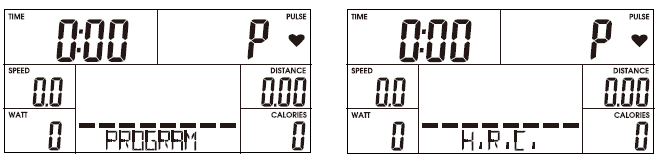 TIME PULSE
0:00 P
SPEED DISTANCE
0.0 0.00
WATT CALORIES
0 0
PROGRAM
TIME PULSE
0:00 P
SPEED DISTANCE
0.0 0.00
WATT CALORIES
0 0
H.R.C.